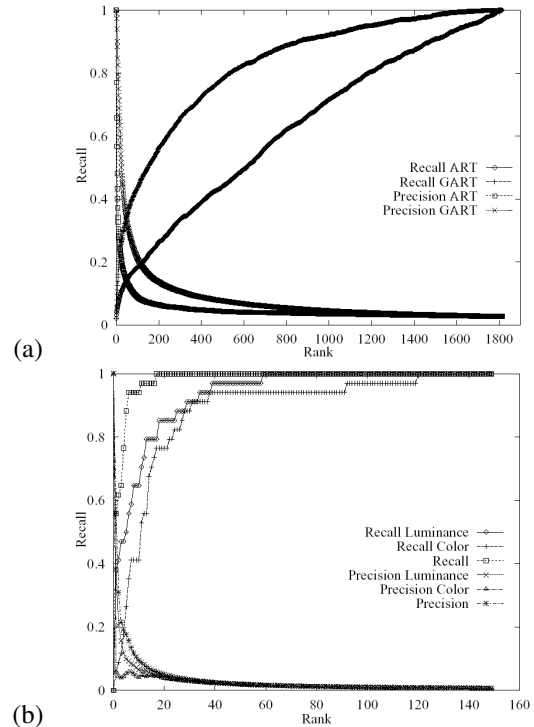 1
0.8
0.6
0.4
0.2
0
Recall
Recall ART
Recall GART
Precision ART
Precision GART
0 200 400 600 800 1000 1200 1400 1600 1800
Rank
(a)
1
0.8
0.6
0.4
0.2
0
Recall
Recall Luminance
Recall Color
Recall
Precision Luminance
Precision Color
Precision
0 20 40 60 80 100 120 140 160
Rank
(b)